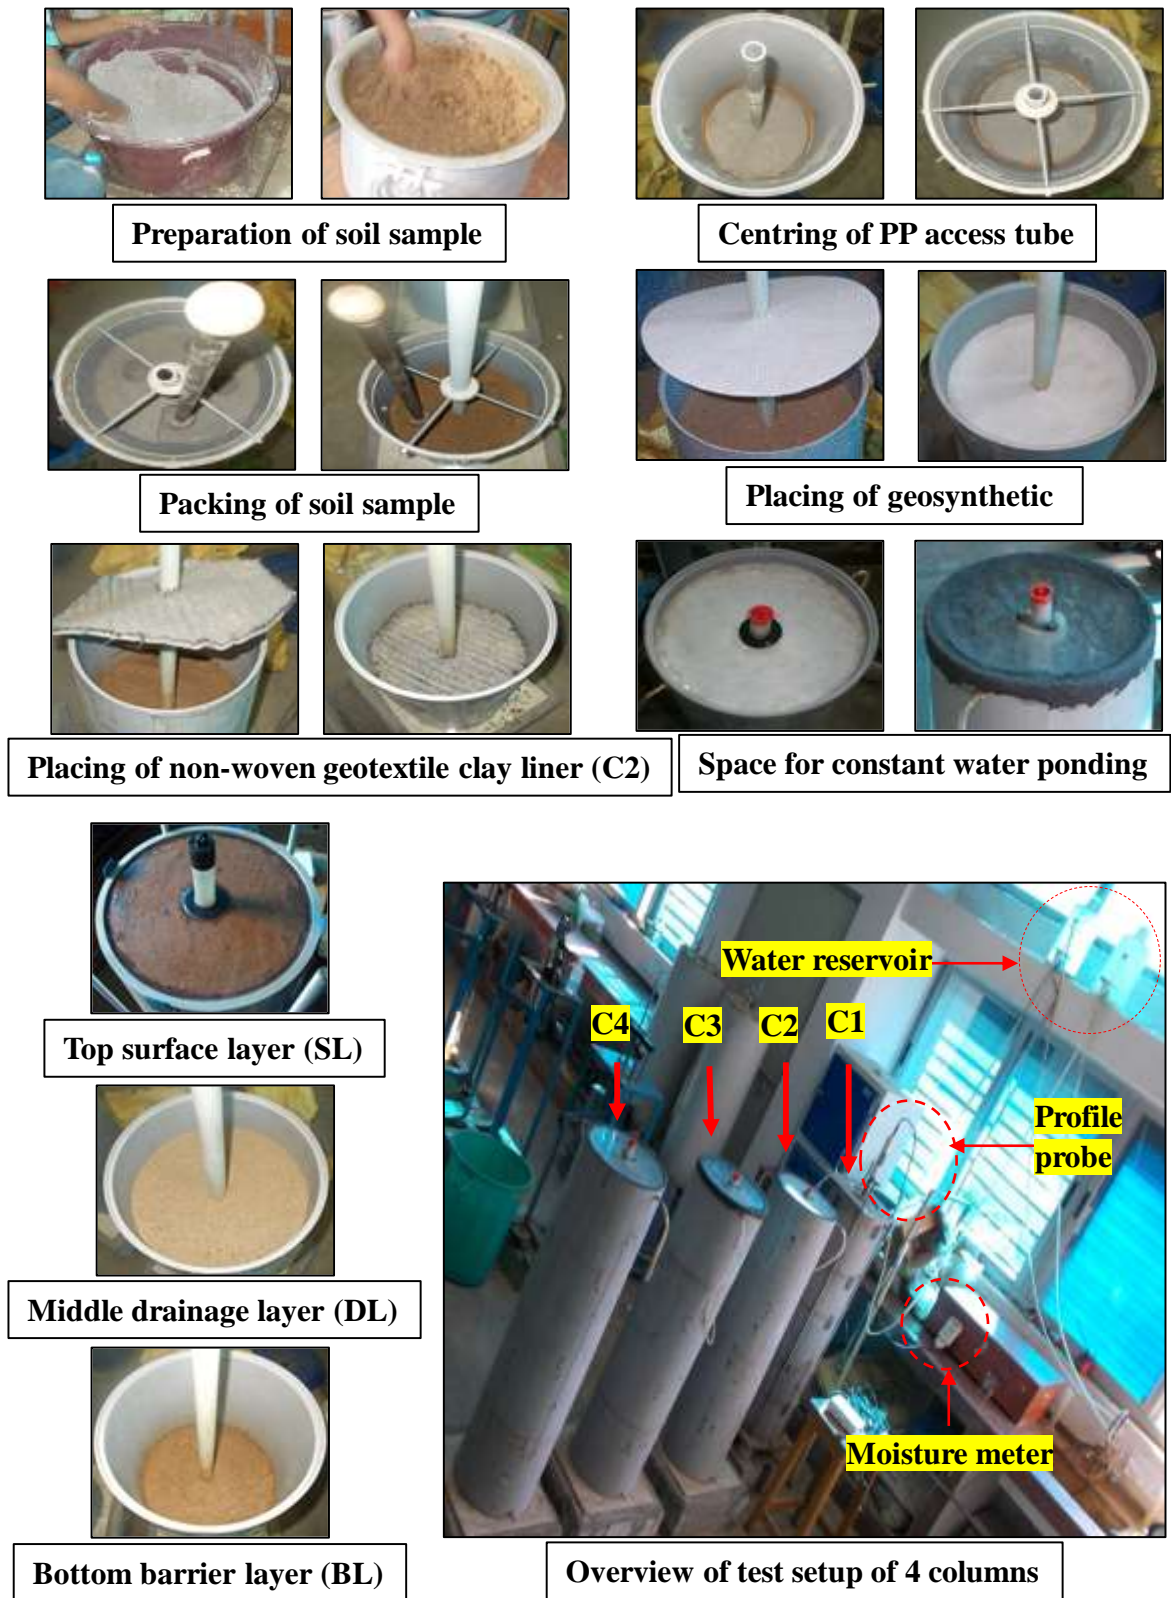 Preparation of soil sample
Centring of PP access tube
Packing of soil sample
Placing of geosynthetic
Placing of non-woven geotextile clay liner (C2)
Space for constant water ponding
Top surface layer (SL)
Middle drainage layer (DL)
Bottom barrier layer (BL)
Water reservoir
C4
C3
C2
C1
Profile
probe
Moisture meter
Overview of test setup of 4 columns